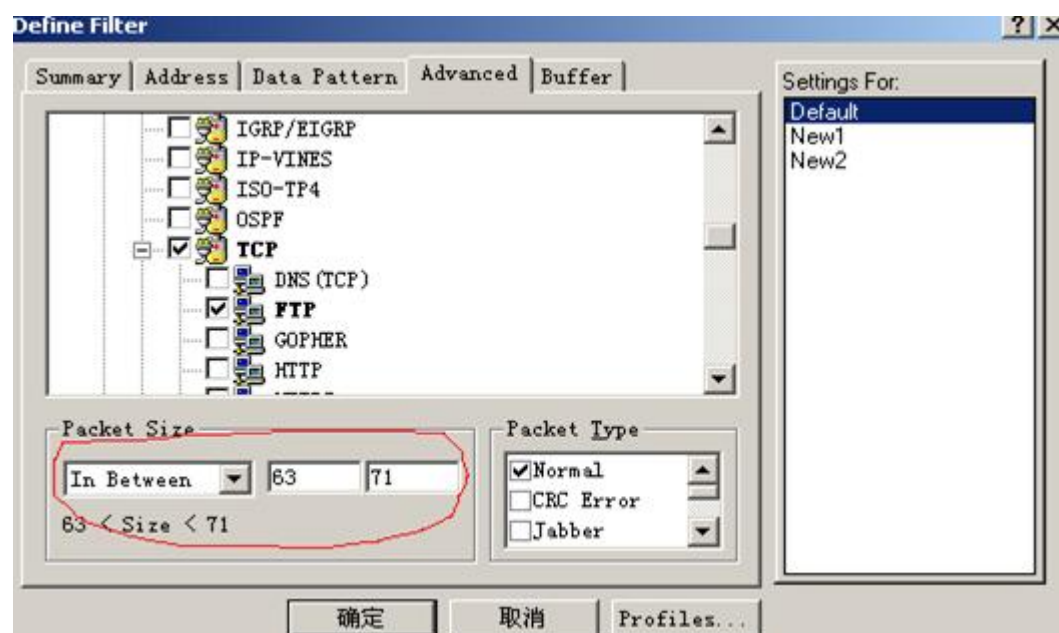 Define Filter
Summary Address Data Pattern Advanced Buffer
Settings For:
Default
New1
New2
IGRP/EIGRP
IP-VINES
ISO-TP4
OSPF
TCP
DNS (TCP)
FTP
GOPHER
HTTP
Packet Size
In Between 63 71
63 < Size < 71
Packet Type
Normal
CRC Error
Jabber
确定 取消 Profiles...